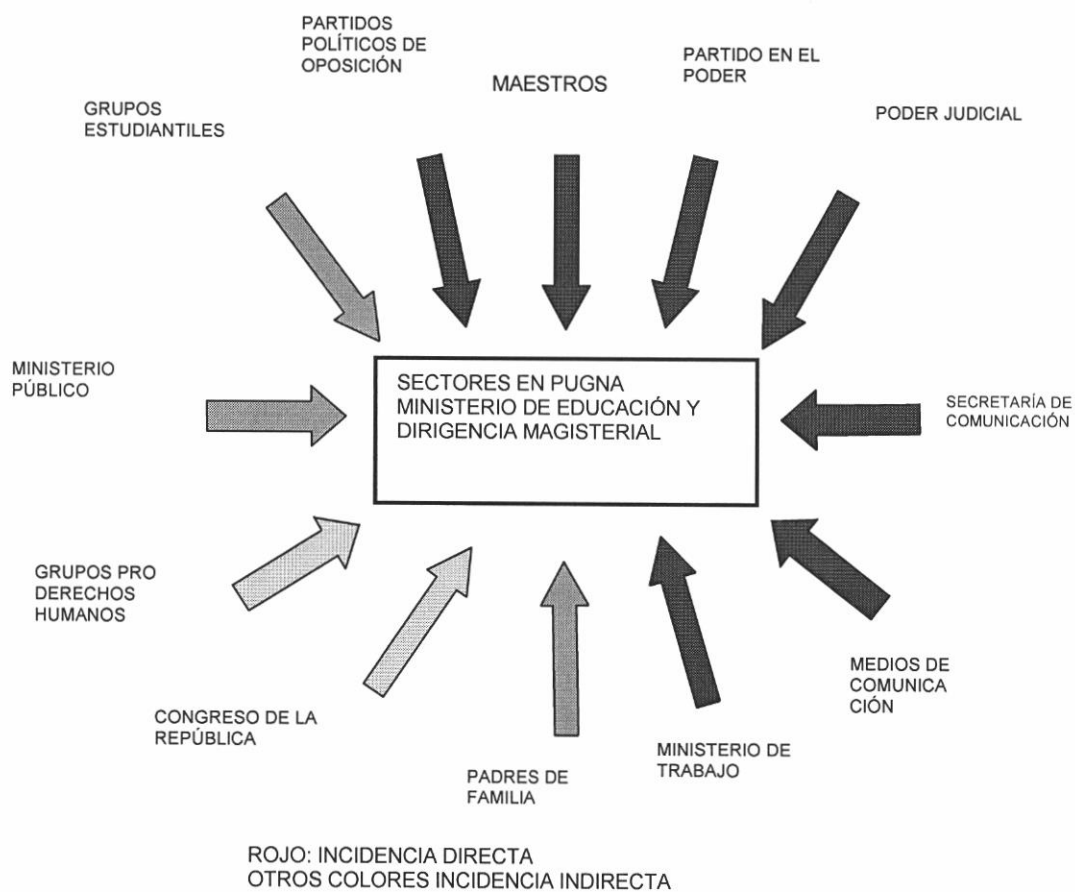 PARTIDOS
POLÍTICOS DE
OPOSICIÓN
MAESTROS
PARTIDO EN EL
PODER
GRUPOS
ESTUDIANTILES
PODER JUDICIAL
MINISTERIO
PÚBLICO
SECTORES EN PUGNA
MINISTERIO DE EDUCACIÓN Y
DIRIGENCIA MAGISTERIAL
SECRETARÍA DE
COMUNICACIÓN
GRUPOS PRO
DERECHOS
HUMANOS
MEDIOS DE
COMUNICA
CIÓN
CONGRESO DE LA
REPÚBLICA
MINISTERIO DE
TRABAJO
PADRES DE
FAMILIA
ROJO: INCIDENCIA DIRECTA
OTROS COLORES INCIDENCIA INDIRECTA